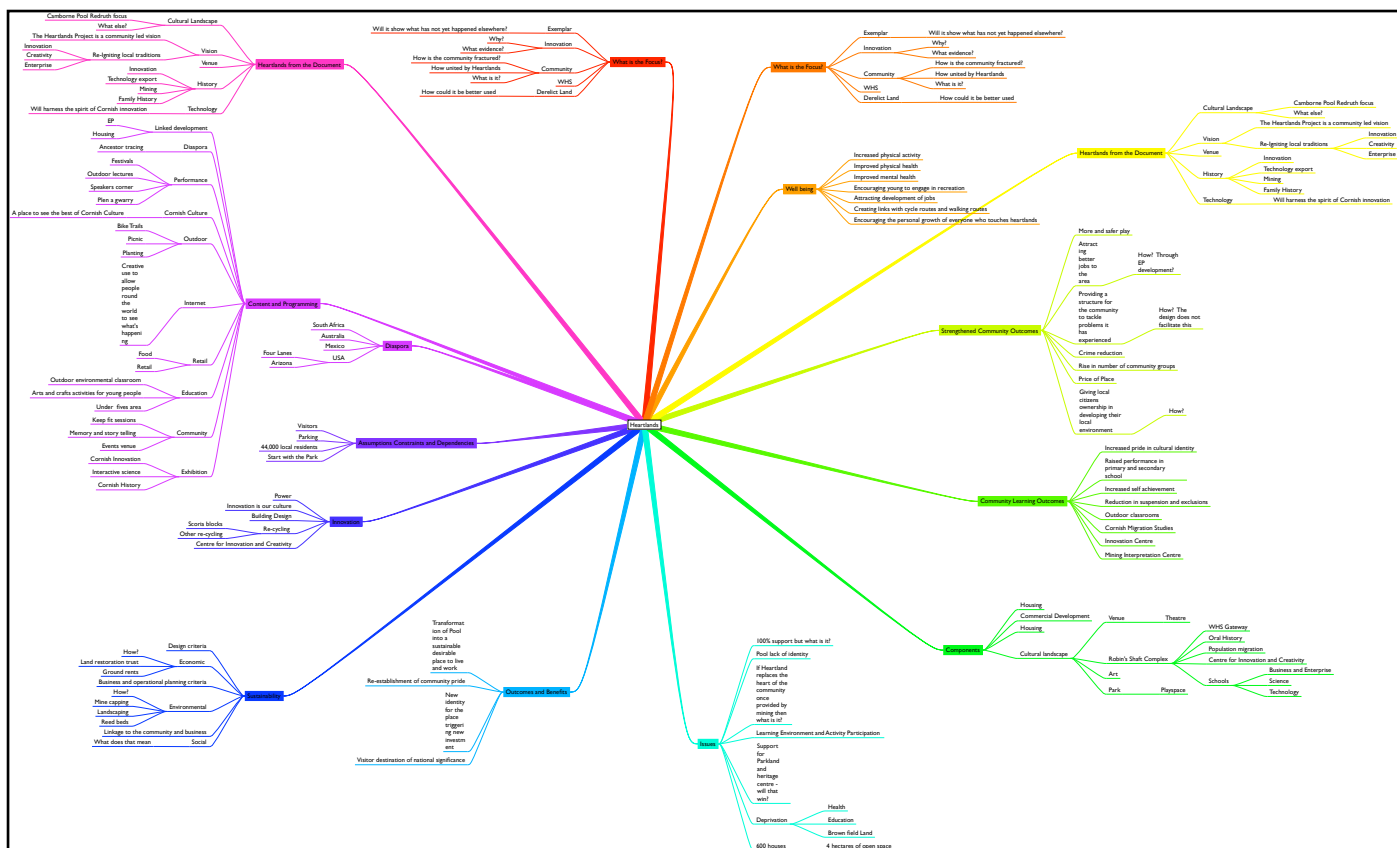 Heartlands
What is the Focus?
Exemplar
Will it show what has not yet happened elsewhere?
Innovation
Why?
What evidence?
Community
How is the community fractured?
How united by Heartlands
What is it?
WHS
Derelict Land
How could it be better used
What is the Focus?
Exemplar
Will it show what has not yet happened elsewhere?
Innovation
Why?
What evidence?
Community
How is the community fractured?
How united by Heartlands
What is it?
WHS
Derelict Land
How could it be better used
Well being
Increased physical activity
Improved physical health
Improved mental health
Encouraging young to engage in recreation
Attracting development of jobs
Creating links with cycle routes and walking routes
Encouraging the personal growth of everyone who touches heartlands
Heartlands from the Document
Cultural Landscape
Camborne Pool Redruth focus
What else?
Vision
The Heartlands Project is a community led vision
Re-Igniting local traditions
Innovation
Creativity
Enterprise
Venue
History
Innovation
Technology export
Mining
Family History
Technology
Will harness the spirit of Cornish innovation
Strengthened Community Outcomes
More and safer play
Attract
ing
better
jobs to
the
area
How? Through
EP
development?
Providing a
structure for
the community
to tackle
problems it
has
experienced
How? The
design does not
facilitate this
Crime reduction
Rise in number of community groups
Price of Place
Giving local
citizens
ownership in
developing their
local
environment
How?
Community Learning Outcomes
Increased pride in cultural identity
Raised performance in
primary and secondary
school
Increased self achievement
Reduction in suspension and exclusions
Outdoor classrooms
Cornish Migration Studies
Innovation Centre
Mining Interpretation Centre
Components
Housing
Commercial Development
Housing
Cultural landscape
Venue
Theatre
Robin's Shaft Complex
WHS Gateway
Oral History
Population migration
Centre for Innovation and Creativity
Schools
Business and Enterprise
Science
Technology
Art
Park
Playspace
Issues
100% support but what is it?
Pool lack of identity
If Heartland
replaces the
heart of the
community
once
provided by
mining then
what is it?
Learning Environment and Activity Participation
Support
for
Parkland
and
heritage
centre -
will that
win?
Deprivation
Health
Education
Brown field Land
600 houses
4 hectares of open space
Outcomes and Benefits
Transformat
ion of Pool
into a
sustainable
desirable
place to live
and work
Re-establishment of community pride
New
identity
for the
place
triggeri
ng new
investm
ent
Visitor destination of national significance
Sustainability
Design criteria
Economic
How?
Land restoration trust
Ground rents
Business and operational planning criteria
Environmental
How?
Mine capping
Landscaping
Reed beds
Linkage to the community and business
Social
What does that mean
Innovation
Power
Innovation is our culture
Building Design
Re-cycling
Scoria blocks
Other re-cycling
Centre for Innovation and Creativity
Assumptions Constraints and Dependencies
Visitors
Parking
44,000 local residents
Start with the Park
Diaspora
South Africa
Australia
Mexico
USA
Four Lanes
Arizona
Content and Programming
Linked development
EP
Housing
Diaspora
Ancestor tracing
Performance
Festivals
Outdoor lectures
Speakers corner
Plen a gwarry
Cornish Culture
A place to see the best of Cornish Culture
Outdoor
Bike Trails
Picnic
Planting
Internet
Creative
use to
allow
people
round
the
world
to see
what's
happeni
ng
Retail
Food
Retail
Education
Outdoor environmental classroom
Arts and crafts activities for young people
Under fives area
Community
Keep fit sessions
Memory and story telling
Events venue
Exhibition
Cornish Innovation
Interactive science
Cornish History
Heartlands from the Document
Cultural Landscape
Camborne Pool Redruth focus
What else?
Vision
The Heartlands Project is a community led vision
Re-Igniting local traditions
Innovation
Creativity
Enterprise
Venue
History
Innovation
Technology export
Mining
Family History
Technology
Will harness the spirit of Cornish innovation